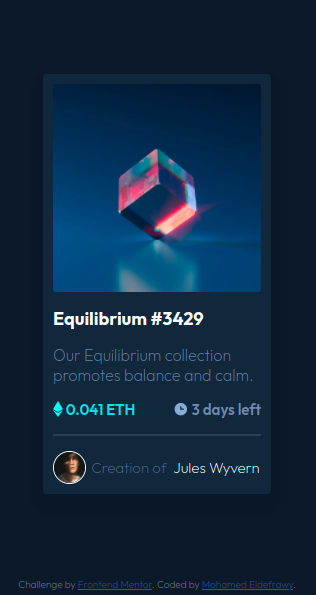 Equilibrium #3429
Our Equilibrium collection
promotes balance and calm.
0.041 ETH 3 days left
Creation of Jules Wyvern
Challenge by Frontend Mentor. Coded by Mohamed Eldefrawy.